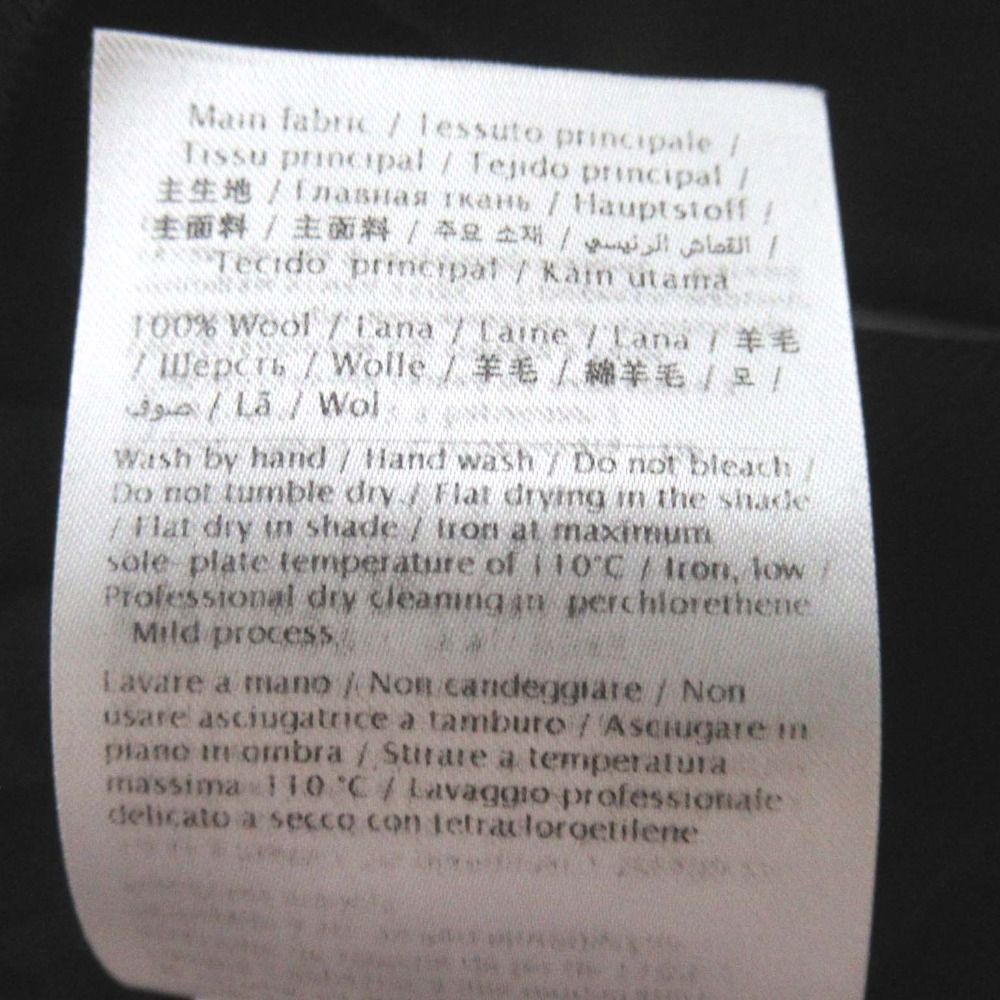 Main fabric / Tessuto principale /
Tissu principal / Tejido principal /
主生地 / Главная ткань / Hauptstoff /
主面料 / 主面料 / 주요 소재 / القماش الرئيسي /
Tecido principal / Kain utama
100% Wool / Lana / Laine / Lana / 羊毛
/ Шерсть / Wolle / 羊毛 / 綿羊毛 / 모 /
صوف / Lã / Wol
Wash by hand / Hand wash / Do not bleach /
Do not tumble dry / Flat drying in the shade
/ Flat dry in shade / Iron at maximum
sole-plate temperature of 110°C / Iron, low /
Professional dry cleaning in perchlorethene
Mild process
Lavare a mano / Non candeggiare / Non
usare asciugatrice a tamburo / Asciugare in
piano in ombra / Stirare a temperatura
massima 110 °C / Lavaggio professionale
delicato a secco con tetracloroetilene